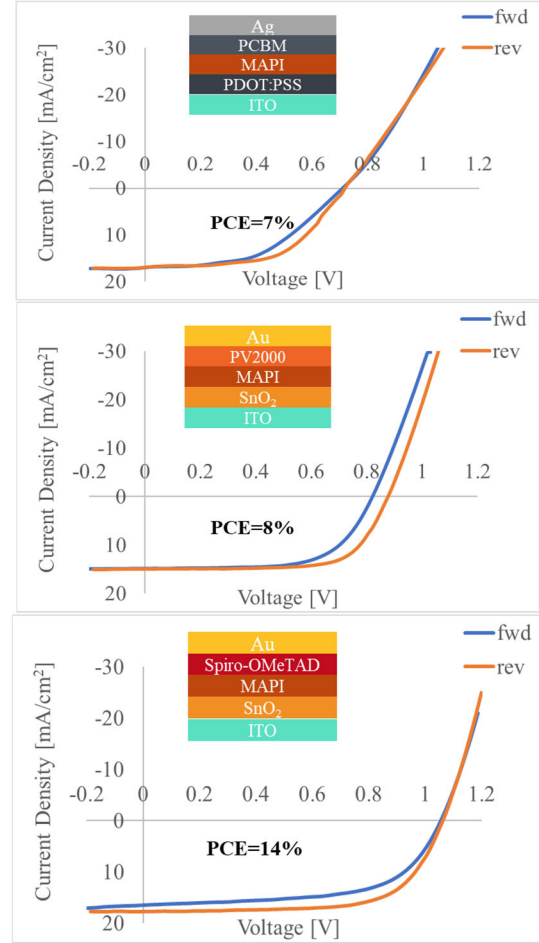 fwd
rev
Ag
PCBM
MAPI
PDOT:PSS
ITO
Current Density [mA/cm²]
-30
-20
-10
0
10
20
-0.2 0 0.2 0.4 0.6 0.8 1 1.2
PCE=7%
Voltage [V]
fwd
rev
Au
PV2000
MAPI
SnO₂
ITO
Current Density [mA/cm²]
-30
-20
-10
0
10
20
-0.2 0 0.2 0.4 0.6 0.8 1 1.2
PCE=8%
Voltage [V]
fwd
rev
Au
Spiro-OMeTAD
MAPI
SnO₂
ITO
Current Density [mA/cm²]
-30
-20
-10
0
10
20
-0.2 0 0.2 0.4 0.6 0.8 1 1.2
PCE=14%
Voltage [V]